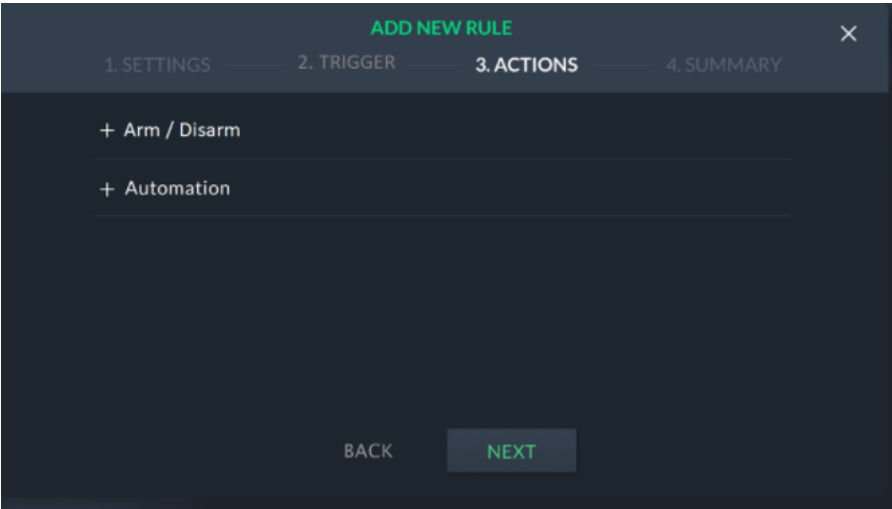 ADD NEW RULE
1. SETTINGS 2. TRIGGER 3. ACTIONS 4. SUMMARY
+ Arm / Disarm
+ Automation
BACK NEXT